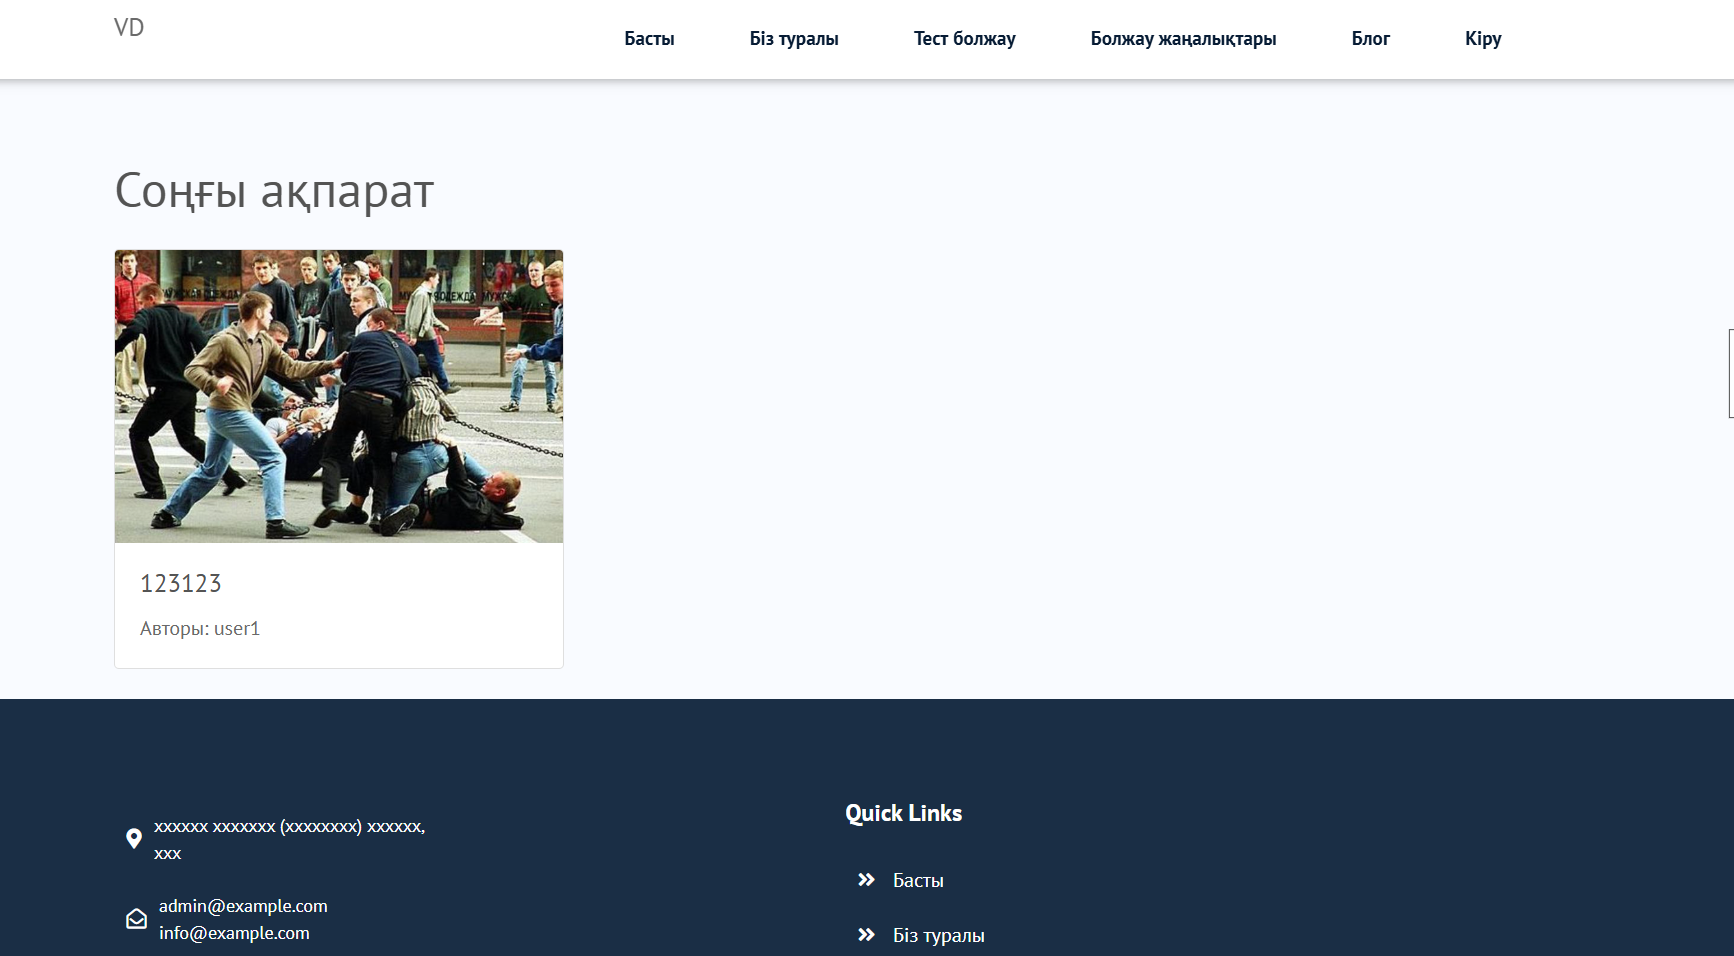 VD
Басты Біз туралы Тест болжау Болжау жаңалықтары Блог Кіру
Соңғы ақпарат
123123
Авторы: user1
xxxxxx xxxxxxx (xxxxxxxx) xxxxxx,
xxx
admin@example.com
info@example.com
Quick Links
Басты
Біз туралы